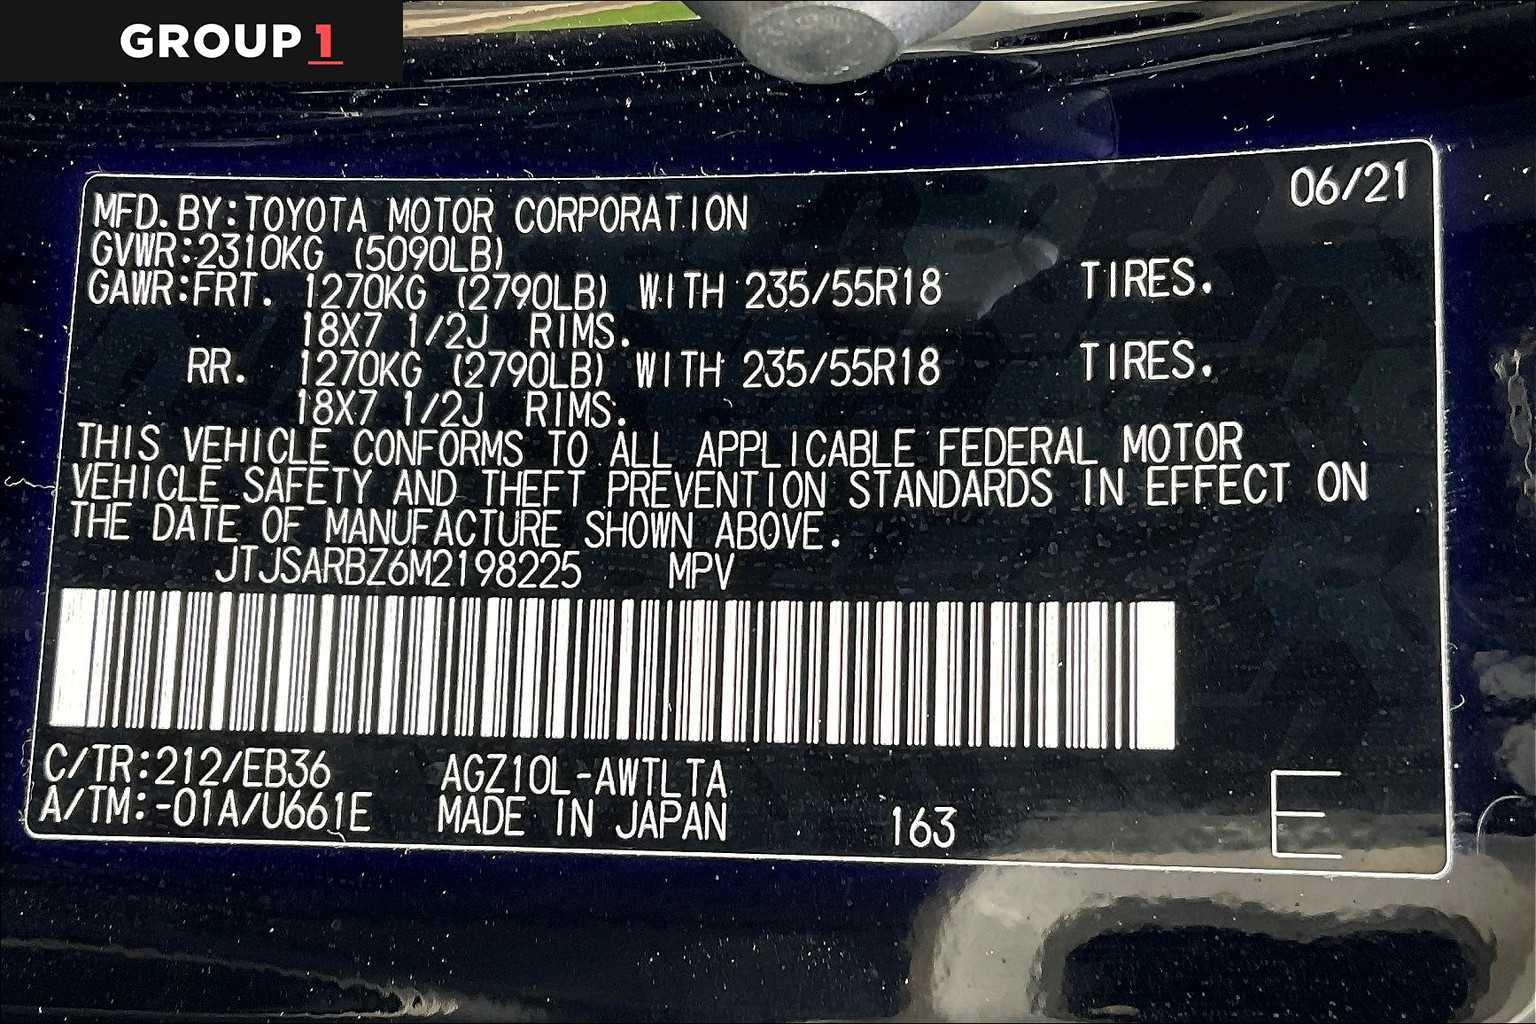 GROUP 1
06/21
MFD.BY:TOYOTA MOTOR CORPORATION
GVWR:2310KG (5090LB)
GAWR:FRT. 1270KG (2790LB) WITH 235/55R18 TIRES.
18X7 1/2J RIMS.
RR. 1270KG (2790LB) WITH 235/55R18 TIRES.
18X7 1/2J RIMS.
THIS VEHICLE CONFORMS TO ALL APPLICABLE FEDERAL MOTOR
VEHICLE SAFETY AND THEFT PREVENTION STANDARDS IN EFFECT ON
THE DATE OF MANUFACTURE SHOWN ABOVE.
JTJSARBZ6M2198225 MPV
C/TR:212/EB36 AGZ10L-AWTLTA
A/TM:-01A/U661E MADE IN JAPAN 163 E